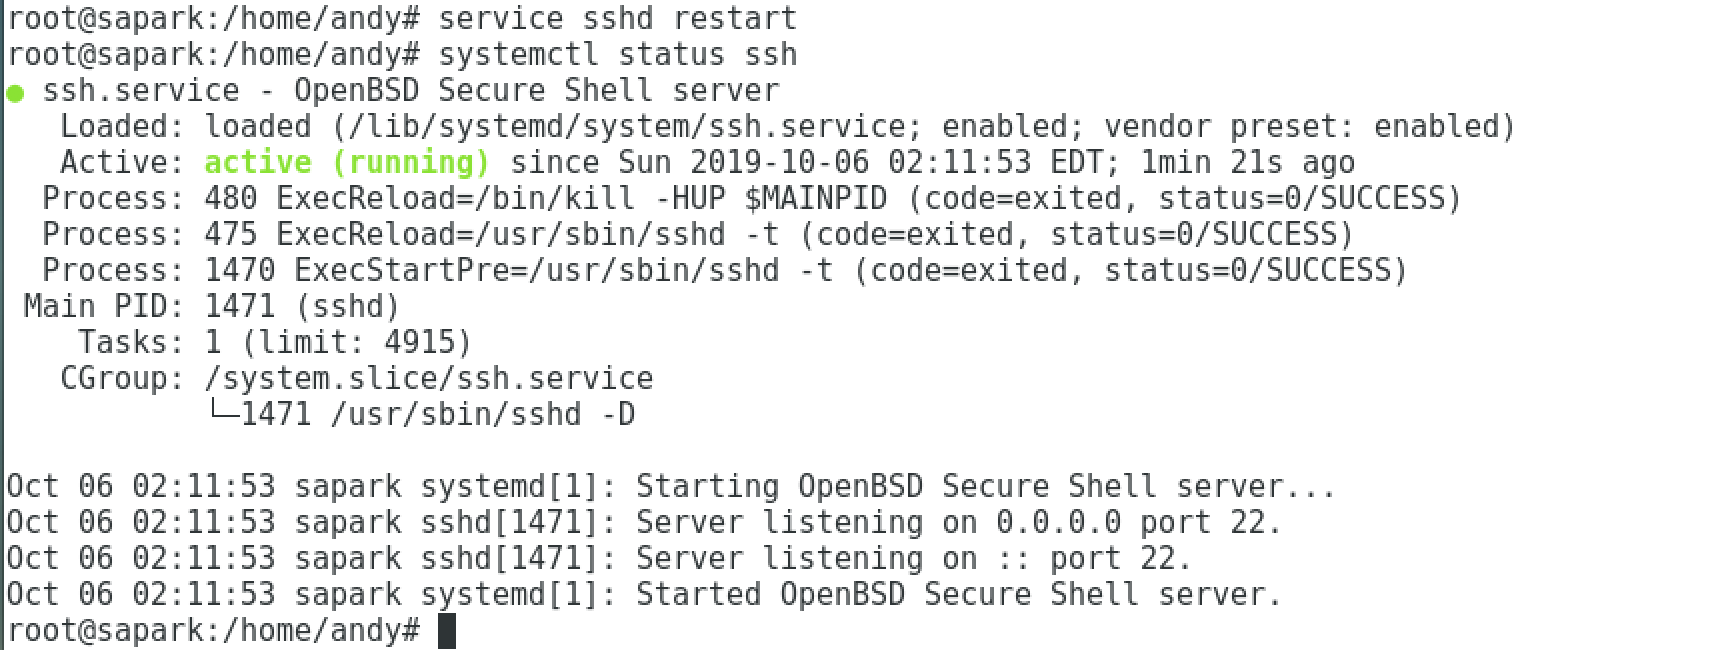 root@sapark:/home/andy# service sshd restart
root@sapark:/home/andy# systemctl status ssh
● ssh.service - OpenBSD Secure Shell server
   Loaded: loaded (/lib/systemd/system/ssh.service; enabled; vendor preset: enabled)
   Active: active (running) since Sun 2019-10-06 02:11:53 EDT; 1min 21s ago
  Process: 480 ExecReload=/bin/kill -HUP $MAINPID (code=exited, status=0/SUCCESS)
  Process: 475 ExecReload=/usr/sbin/sshd -t (code=exited, status=0/SUCCESS)
  Process: 1470 ExecStartPre=/usr/sbin/sshd -t (code=exited, status=0/SUCCESS)
 Main PID: 1471 (sshd)
    Tasks: 1 (limit: 4915)
   CGroup: /system.slice/ssh.service
           └─1471 /usr/sbin/sshd -D

Oct 06 02:11:53 sapark systemd[1]: Starting OpenBSD Secure Shell server...
Oct 06 02:11:53 sapark sshd[1471]: Server listening on 0.0.0.0 port 22.
Oct 06 02:11:53 sapark sshd[1471]: Server listening on :: port 22.
Oct 06 02:11:53 sapark systemd[1]: Started OpenBSD Secure Shell server.
root@sapark:/home/andy#